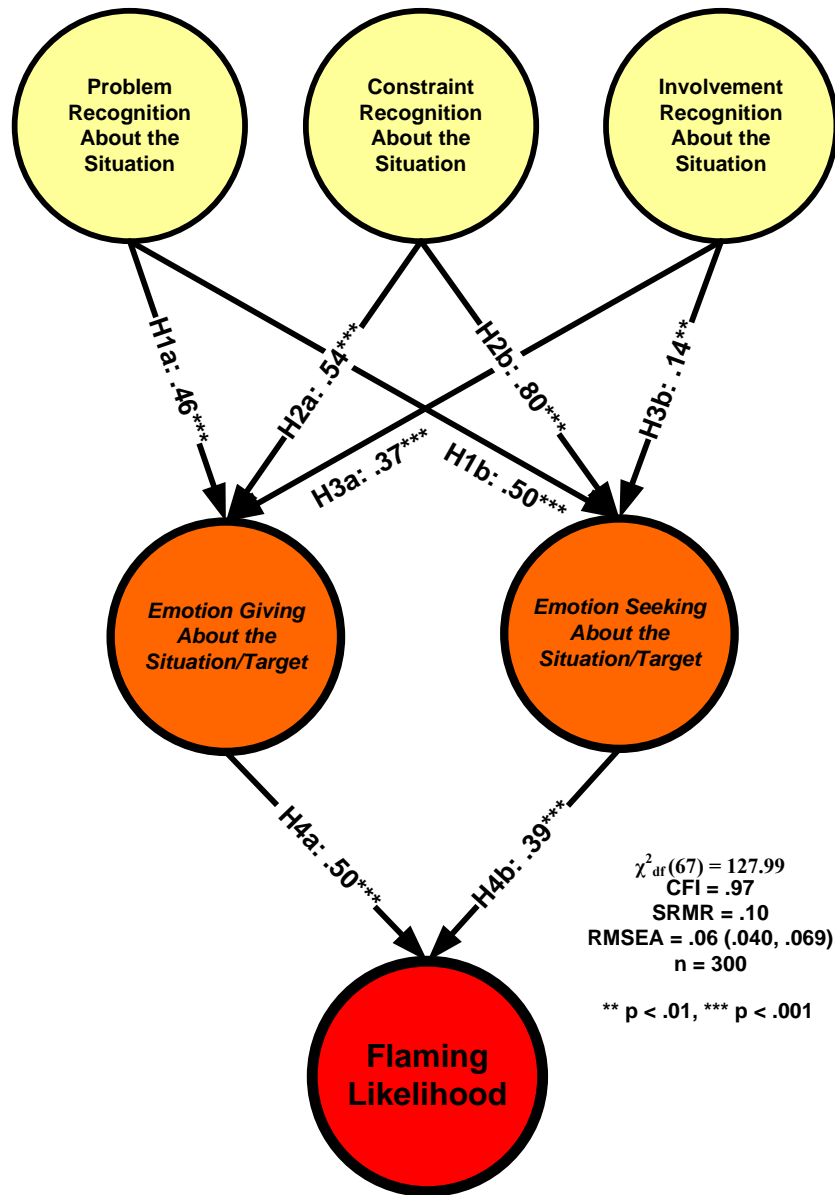 Problem
Recognition
About the
Situation
Constraint
Recognition
About the
Situation
Involvement
Recognition
About the
Situation
H1a: .46***
H2a: .54***
H3a: .37***
H1b: .50***
H2b: .80***
H3b: .14**
Emotion Giving
About the
Situation/Target
Emotion Seeking
About the
Situation/Target
H4a: .50***
H4b: .39***
χ²df (67) = 127.99
CFI = .97
SRMR = .10
RMSEA = .06 (.040, .069)
n = 300
** p < .01, *** p < .001
Flaming
Likelihood